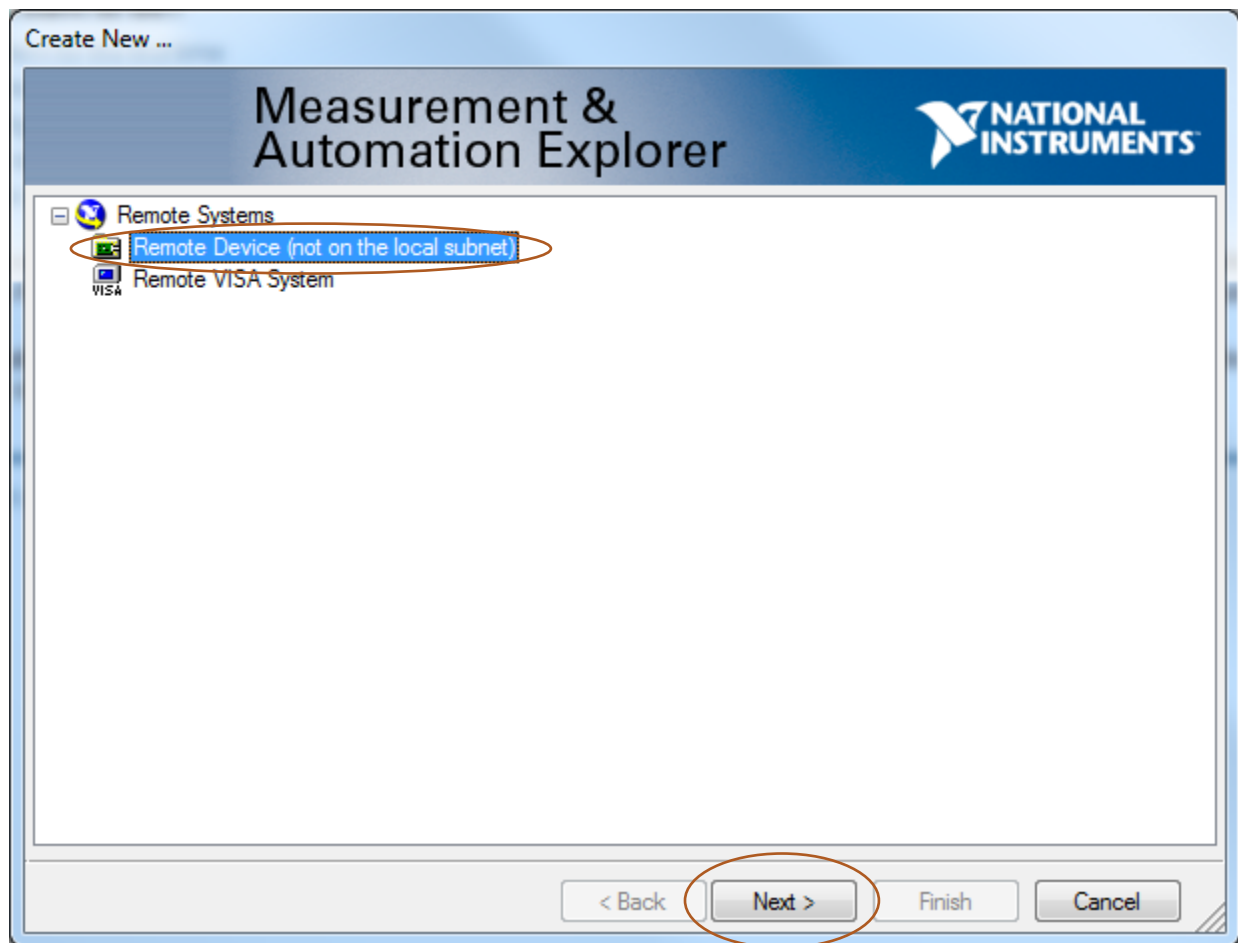 Create New ...
Measurement &
Automation Explorer
NATIONAL
INSTRUMENTS
Remote Systems
Remote Device (not on the local subnet)
VISA Remote VISA System
< Back Next > Finish Cancel